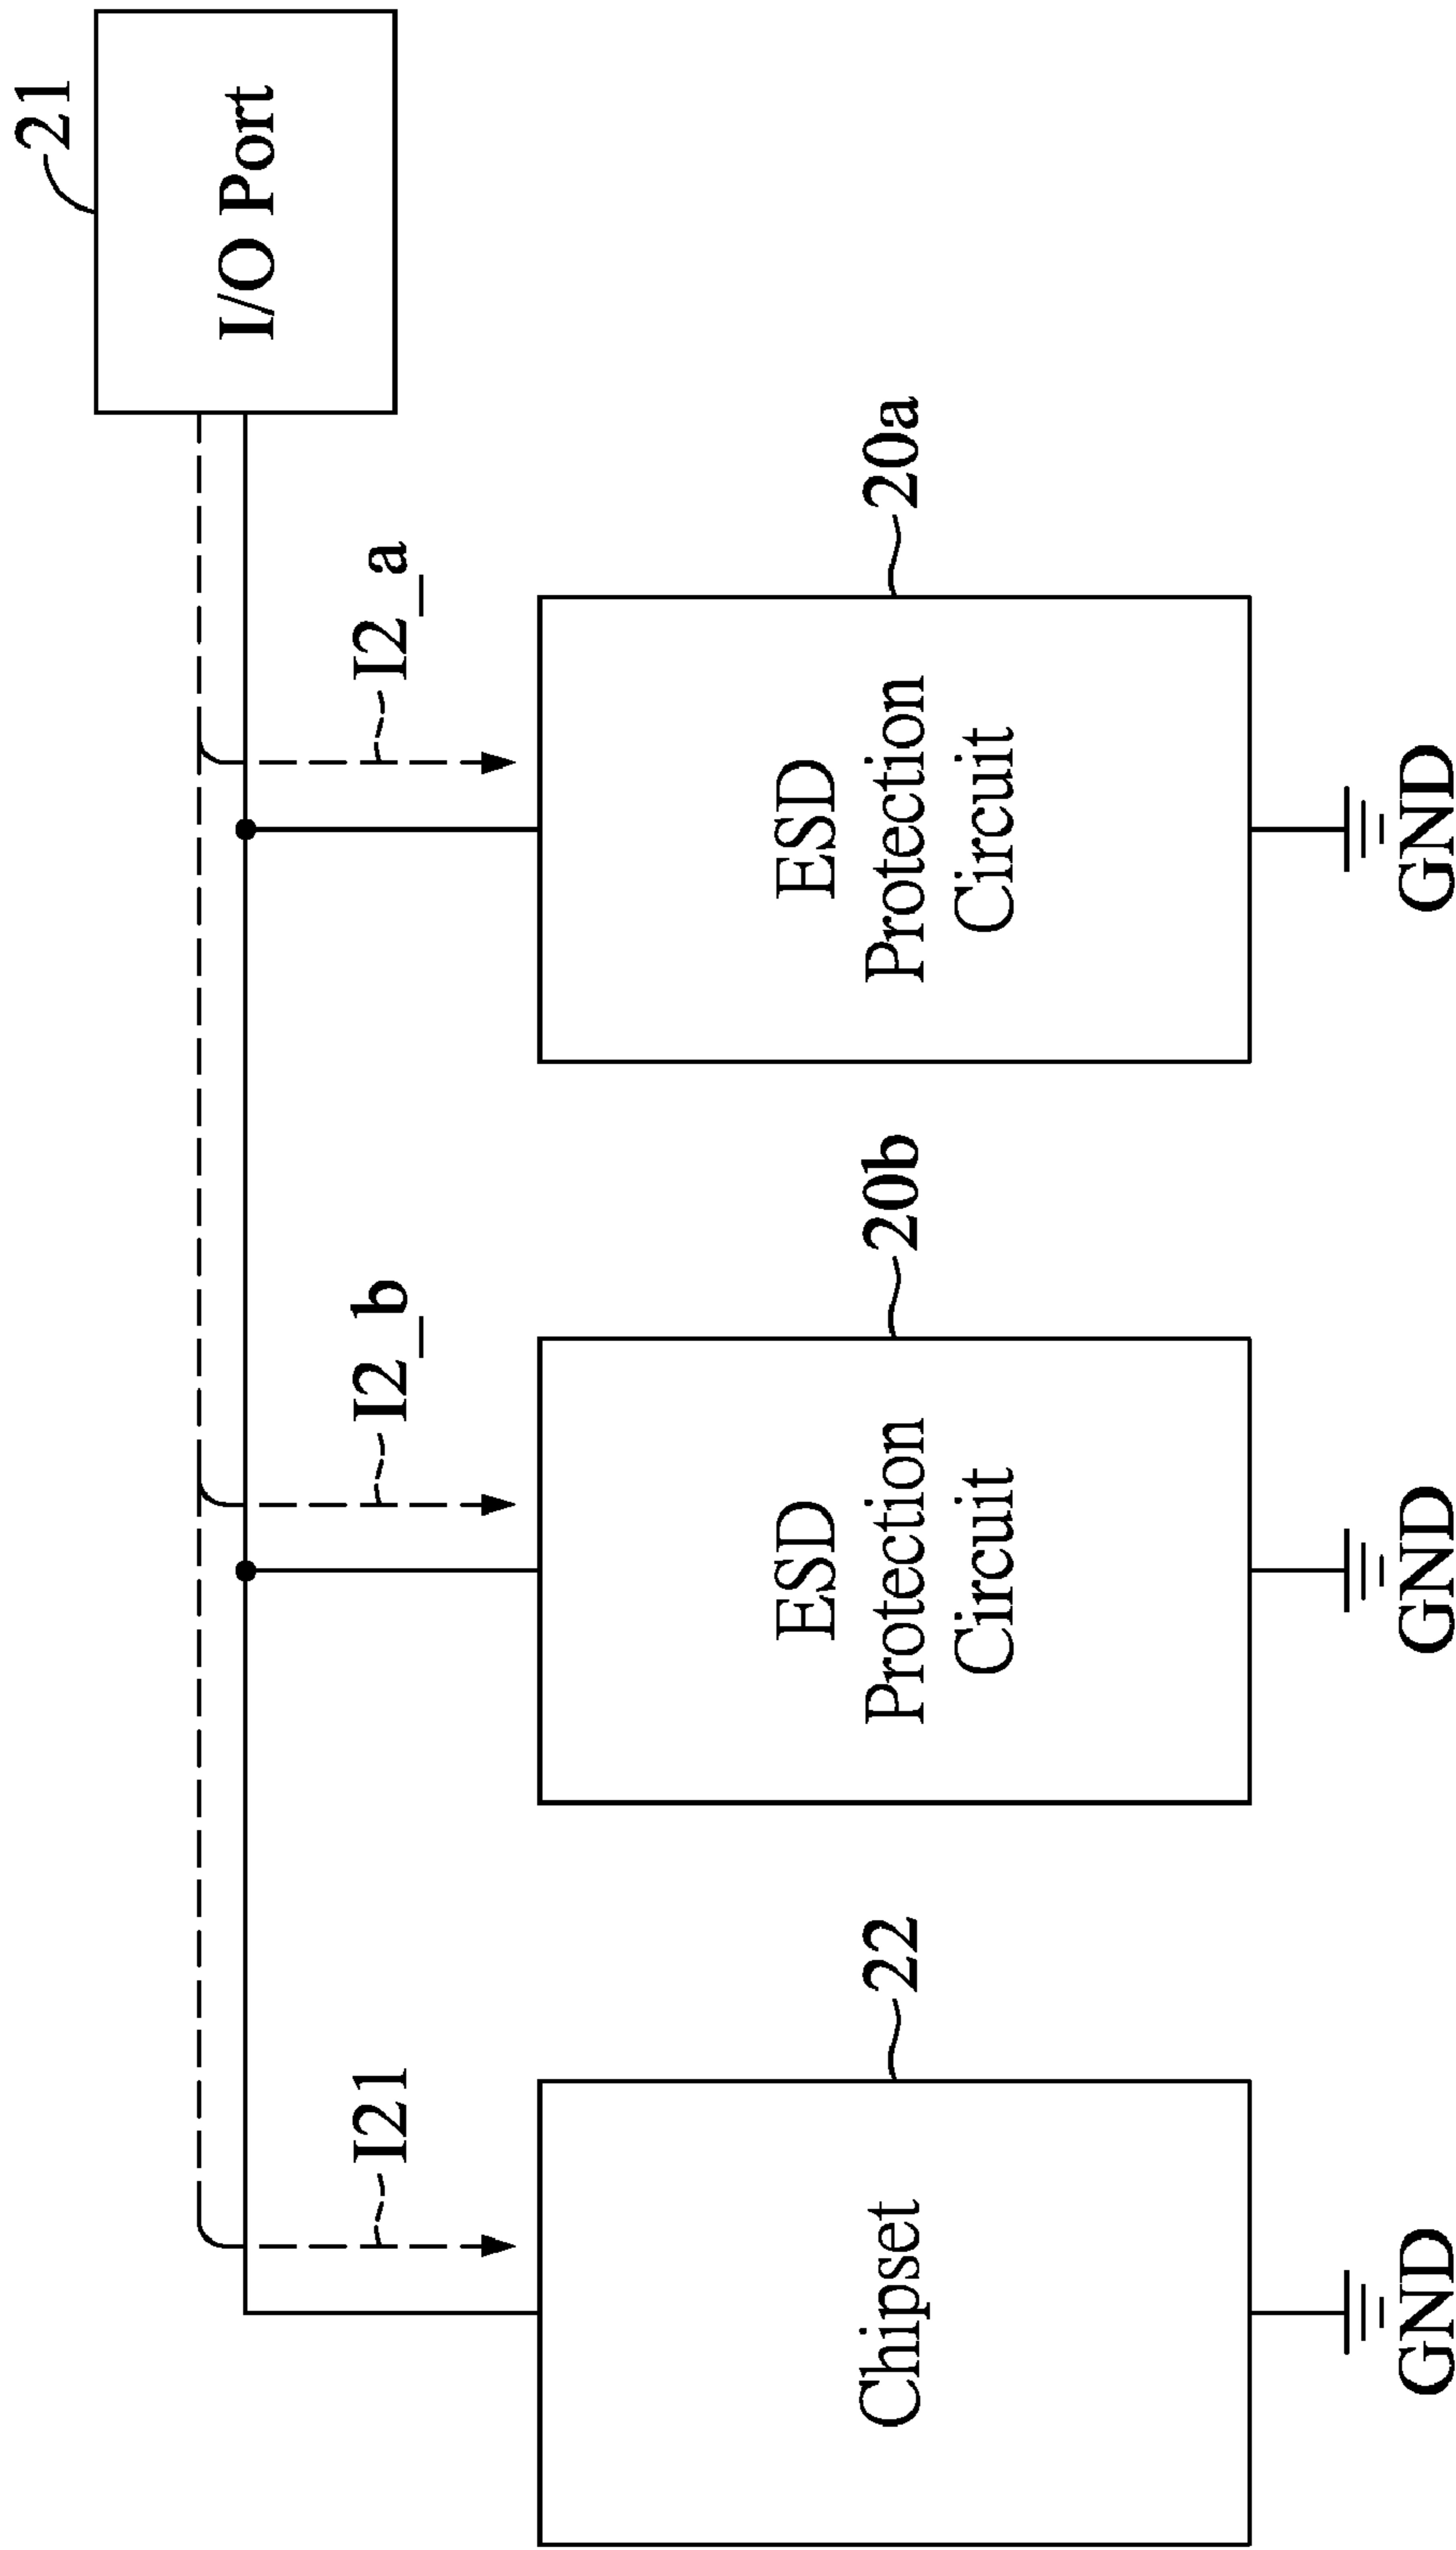 21
I/O Port
I2_a
20a
ESD
Protection
Circuit
GND
I2_b
20b
ESD
Protection
Circuit
GND
I21
22
Chipset
GND